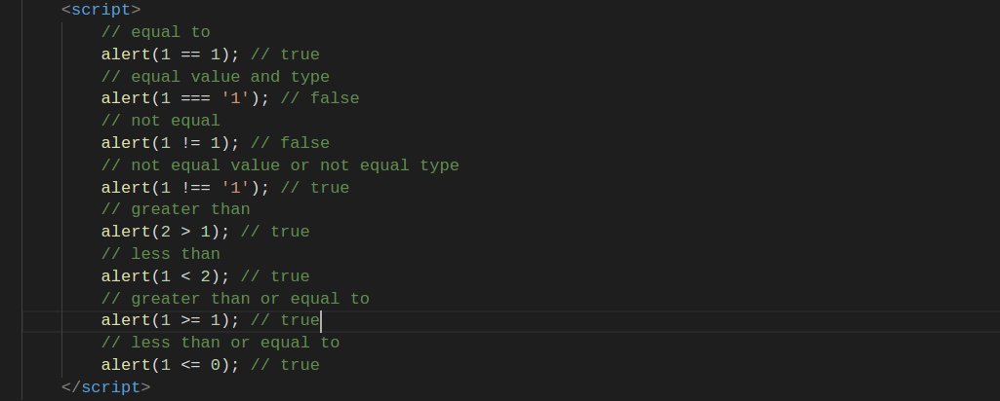 <script>
// equal to
alert(1 == 1); // true
// equal value and type
alert(1 === '1'); // false
// not equal
alert(1 != 1); // false
// not equal value or not equal type
alert(1 !== '1'); // true
// greater than
alert(2 > 1); // true
// less than
alert(1 < 2); // true
// greater than or equal to
alert(1 >= 1); // true
// less than or equal to
alert(1 <= 0); // true
</script>